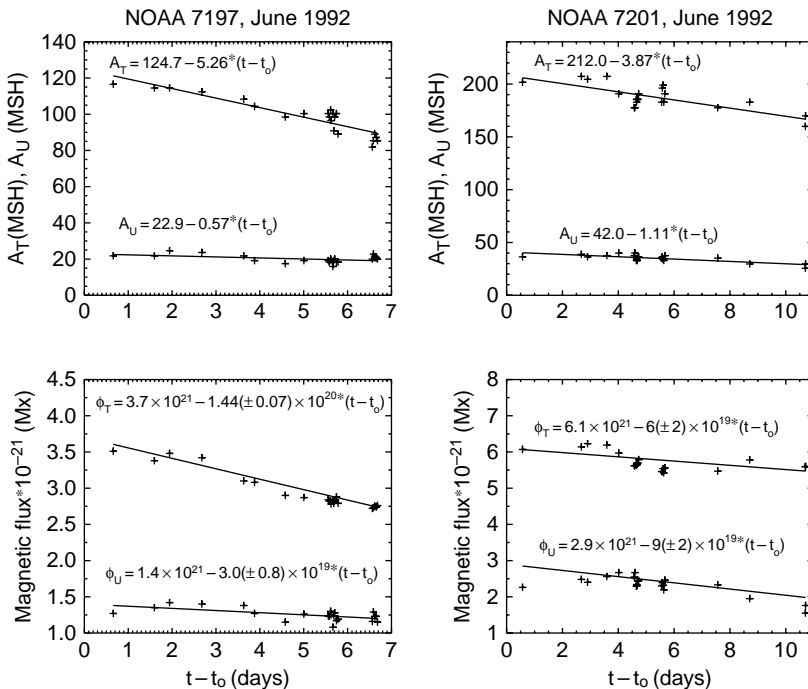 NOAA 7197, June 1992
A_T(MSH), A_U (MSH)
140
120
100
80
60
40
20
0
A_T = 124.7 − 5.26*(t − t_o)
A_U = 22.9 − 0.57*(t − t_o)
0 1 2 3 4 5 6 7
NOAA 7201, June 1992
A_T(MSH), A_U (MSH)
200
150
100
50
0
A_T = 212.0 − 3.87*(t − t_o)
A_U = 42.0 − 1.11*(t − t_o)
0 2 4 6 8 10
Magnetic flux*10^−21 (Mx)
4.5
4.0
3.5
3.0
2.5
2.0
1.5
1.0
ϕ_T = 3.7 × 10^21 − 1.44(± 0.07) × 10^20*(t − t_o)
ϕ_U = 1.4 × 10^21 − 3.0(± 0.8) × 10^19*(t − t_o)
0 1 2 3 4 5 6 7
t − t_o (days)
Magnetic flux*10^−21 (Mx)
8
7
6
5
4
3
2
1
ϕ_T = 6.1 × 10^21 − 6(± 2) × 10^19*(t − t_o)
ϕ_U = 2.9 × 10^21 − 9(± 2) × 10^19*(t − t_o)
0 2 4 6 8 10
t − t_o (days)